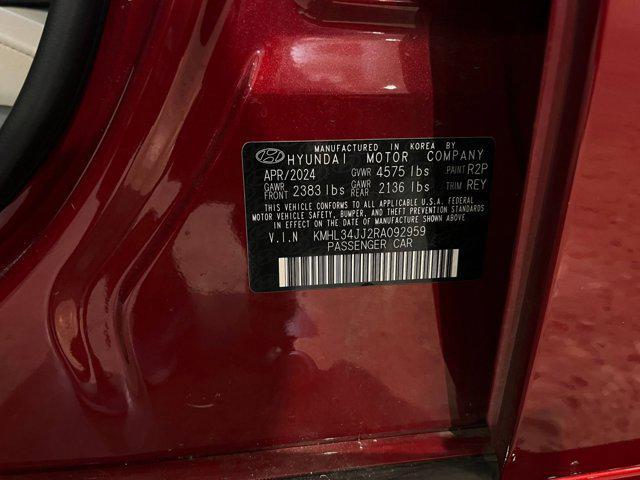 MANUFACTURED IN KOREA BY
HYUNDAI MOTOR COMPANY
APR/2024 GVWR 4575 lbs PAINT R2P
GAWR FRONT 2383 lbs GAWR REAR 2136 lbs TRIM REY
THIS VEHICLE CONFORMS TO ALL APPLICABLE U.S.A. FEDERAL
MOTOR VEHICLE SAFETY, BUMPER, AND THEFT PREVENTION STANDARDS
IN EFFECT ON THE DATE OF MANUFACTURE SHOWN ABOVE.
V.I.N KMHL34JJ2RA092959
PASSENGER CAR